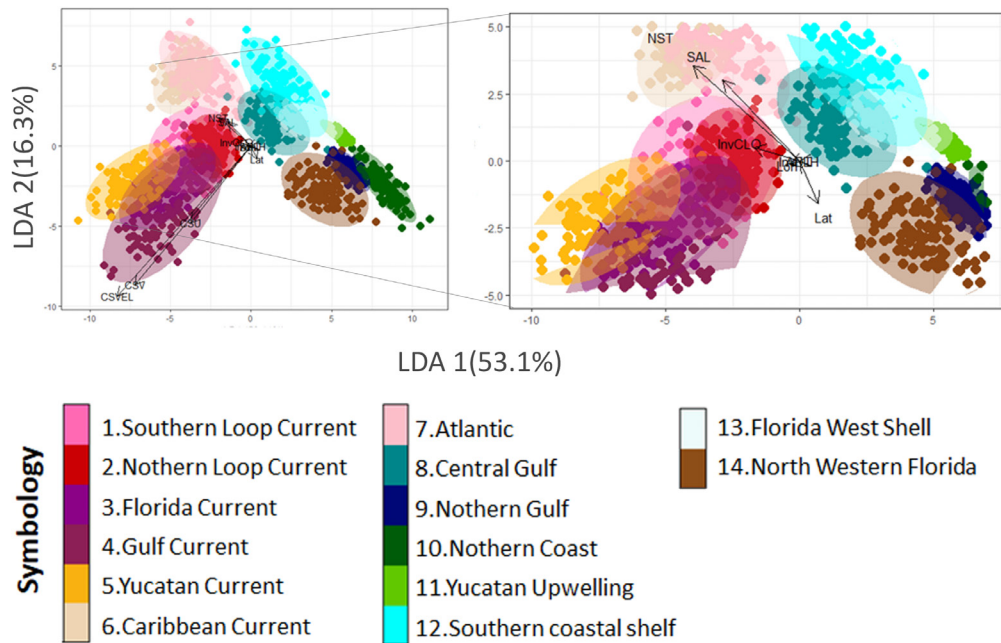 LDA 2(16.3%)
5
0
-5
-10
-10
-5
0
5
10
NST
SAL
Lat
CSU
CSV
CSVEL
5.0
2.5
0.0
-2.5
-5.0
-10
-5
0
5
NST
SAL
InvCLO
Lat
LDA 1(53.1%)
Symbology
1.Southern Loop Current
2.Nothern Loop Current
3.Florida Current
4.Gulf Current
5.Yucatan Current
6.Caribbean Current
7.Atlantic
8.Central Gulf
9.Nothern Gulf
10.Nothern Coast
11.Yucatan Upwelling
12.Southern coastal shelf
13.Florida West Shell
14.North Western Florida